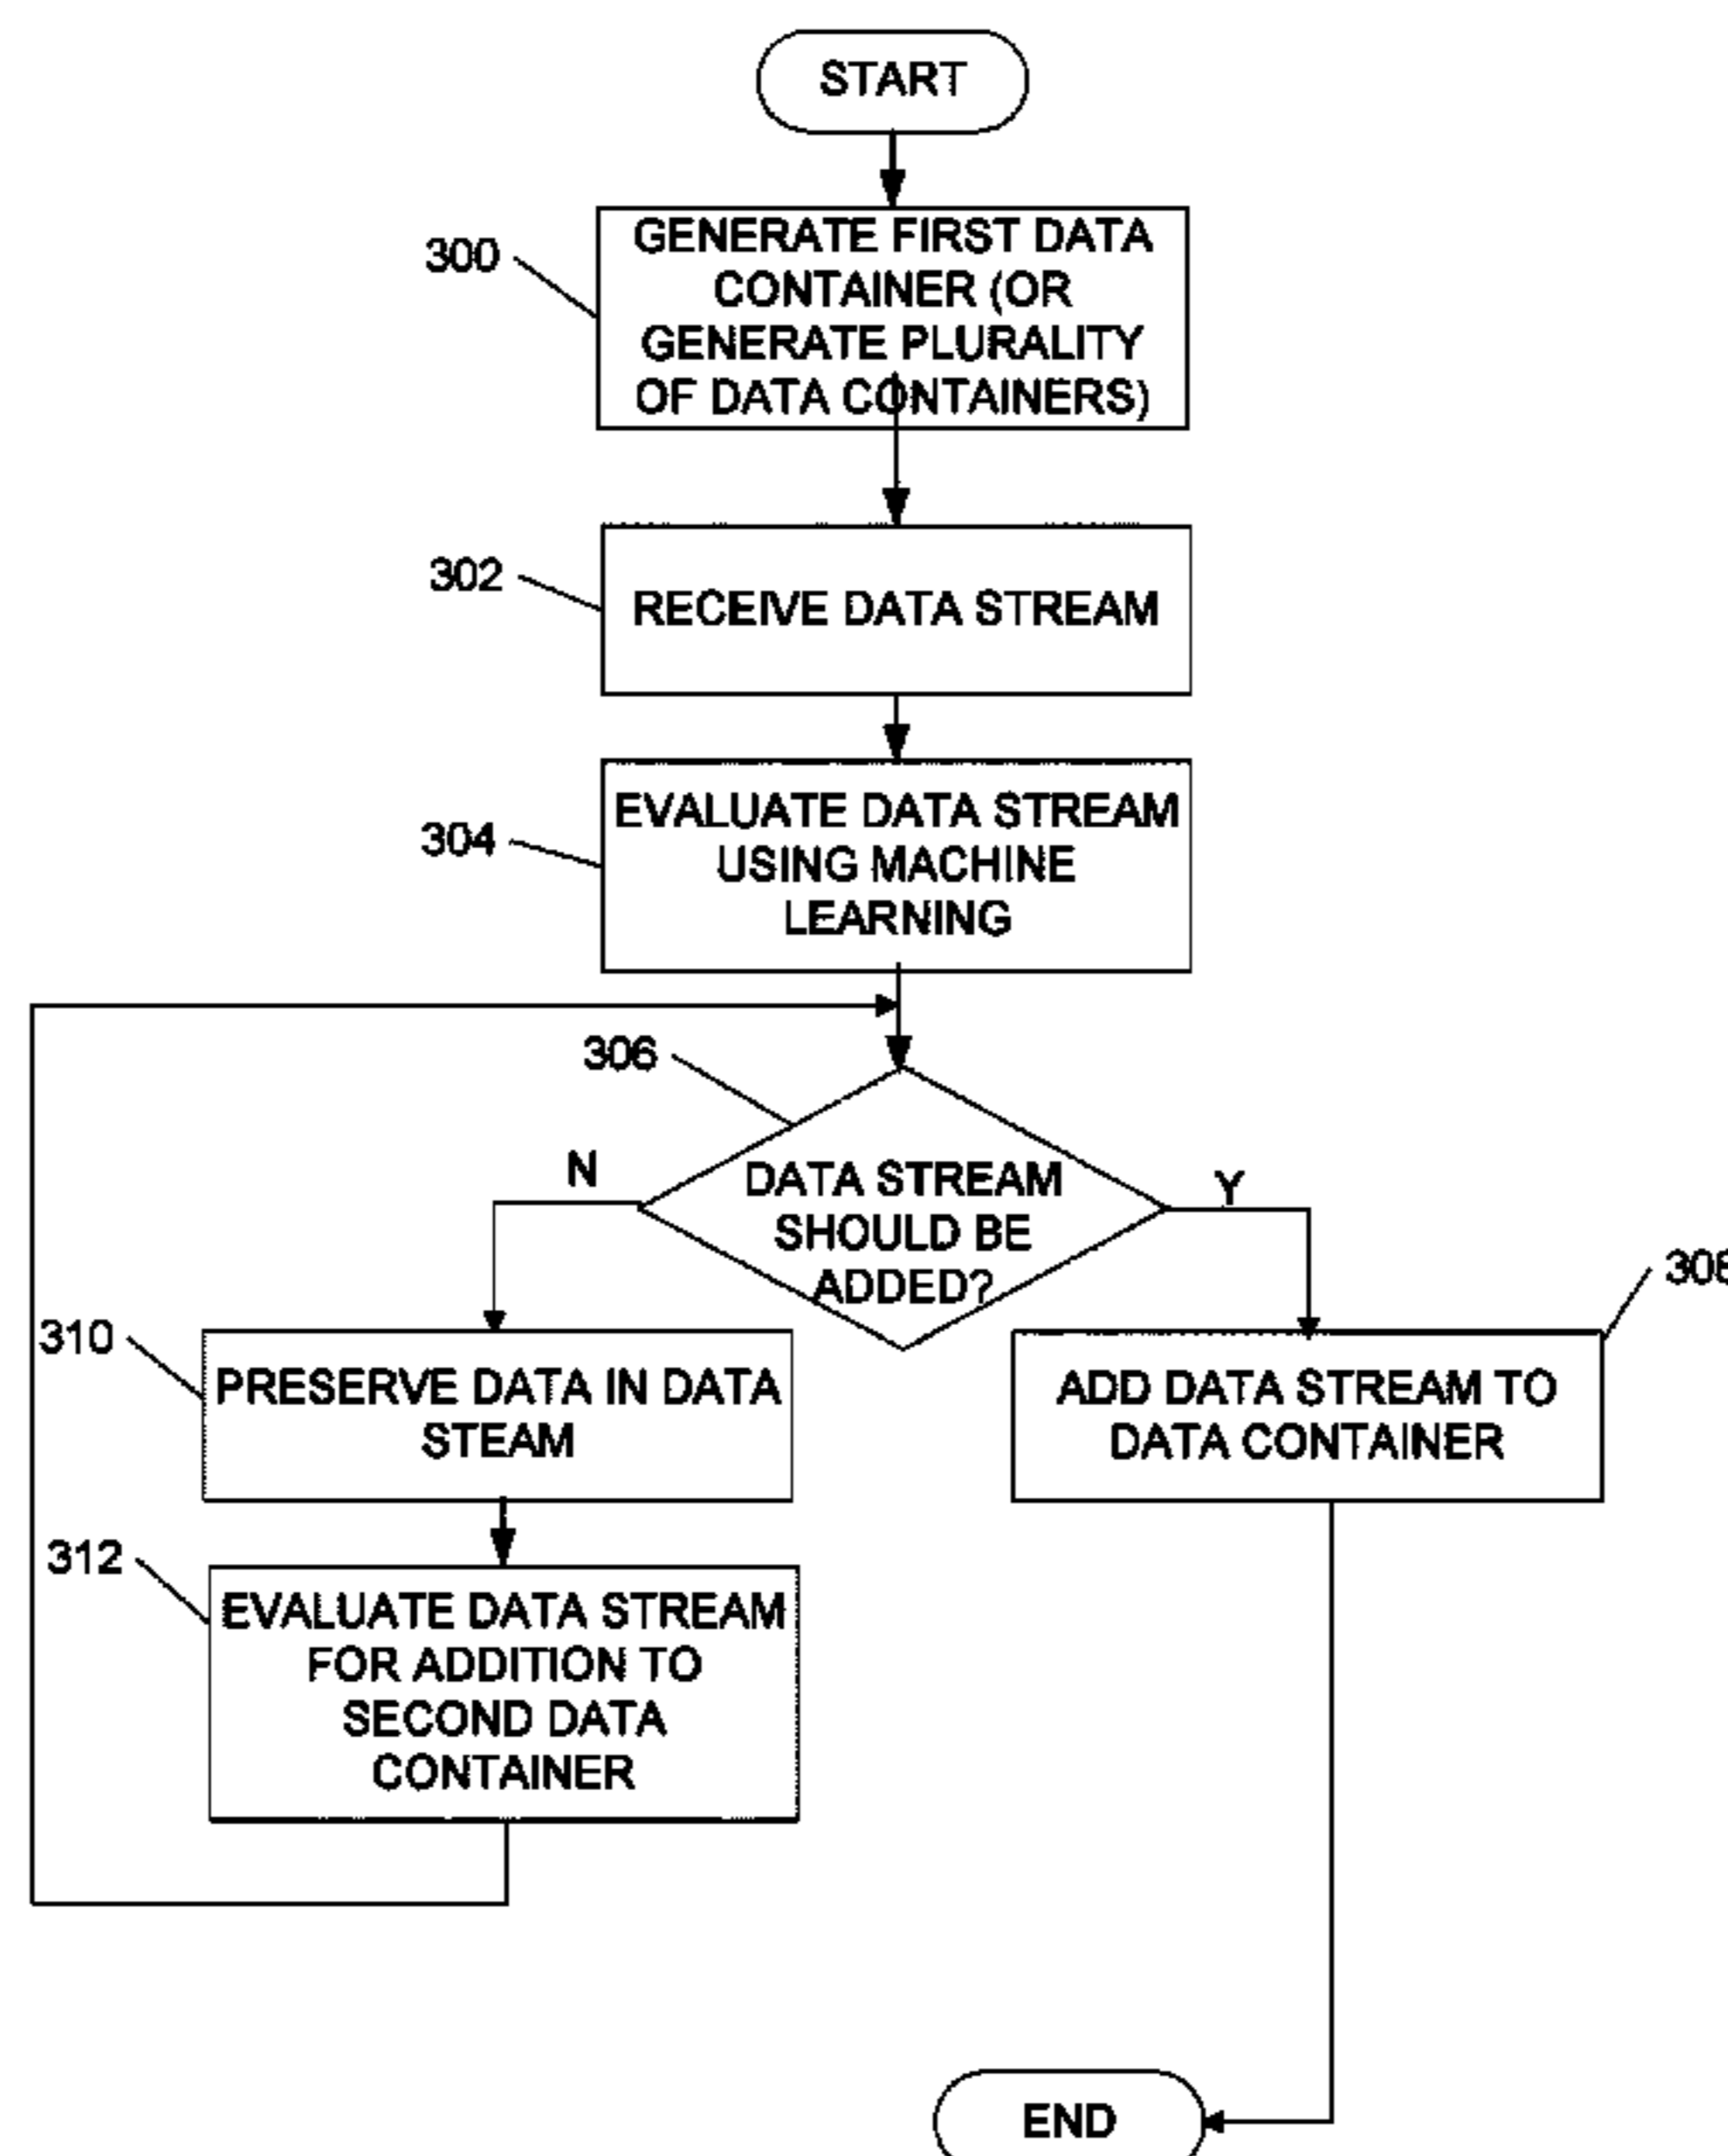 START
300
GENERATE FIRST DATA
CONTAINER (OR
GENERATE PLURALITY
OF DATA CONTAINERS)
302
RECEIVE DATA STREAM
304
EVALUATE DATA STREAM
USING MACHINE
LEARNING
306
N
DATA STREAM
SHOULD BE
ADDED?
Y
310
PRESERVE DATA IN DATA
STEAM
308
ADD DATA STREAM TO
DATA CONTAINER
312
EVALUATE DATA STREAM
FOR ADDITION TO
SECOND DATA
CONTAINER
END